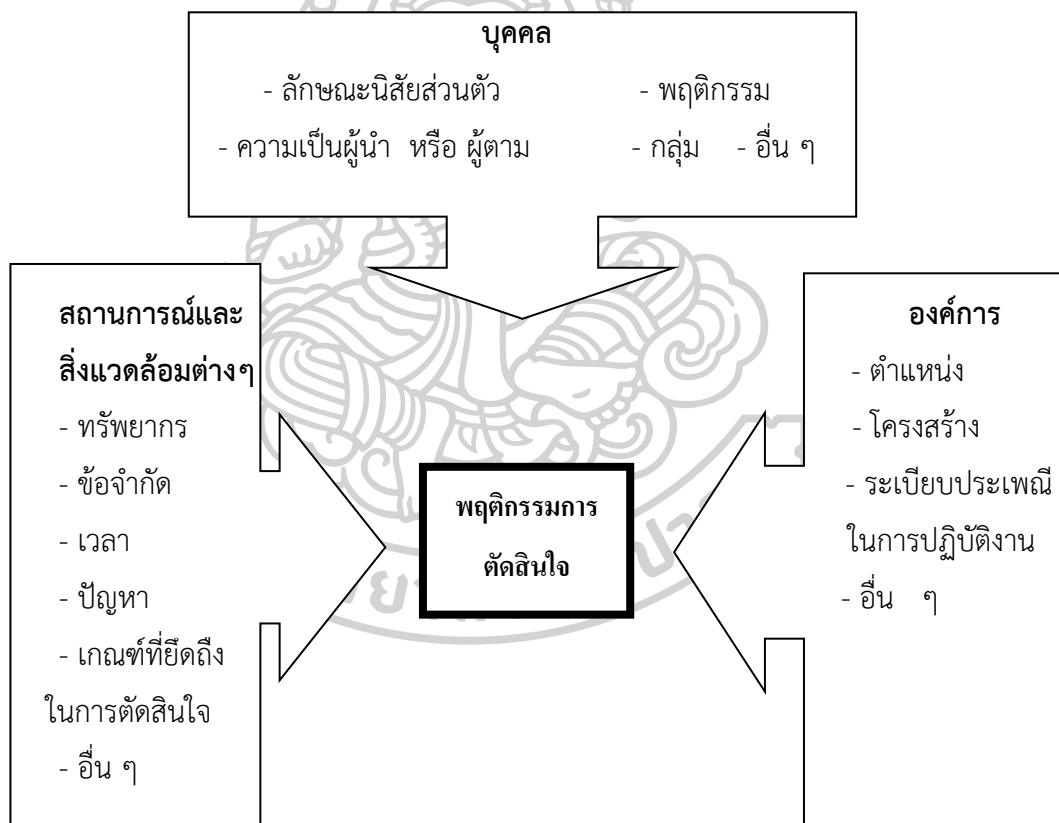 บุคคล
- ลักษณะนิสัยส่วนตัว - พฤติกรรม
- ความเป็นผู้นำ หรือ ผู้ตาม - กลุ่ม - อื่น ๆ
สถานการณ์และ
สิ่งแวดล้อมต่างๆ
- ทรัพยากร
- ข้อจำกัด
- เวลา
- ปัญหา
- เกณฑ์ที่ยึดถือ
ในการตัดสินใจ
- อื่น ๆ
พฤติกรรมการ
ตัดสินใจ
องค์การ
- ตำแหน่ง
- โครงสร้าง
- ระเบียบประเพณี
ในการปฏิบัติงาน
- อื่น ๆ